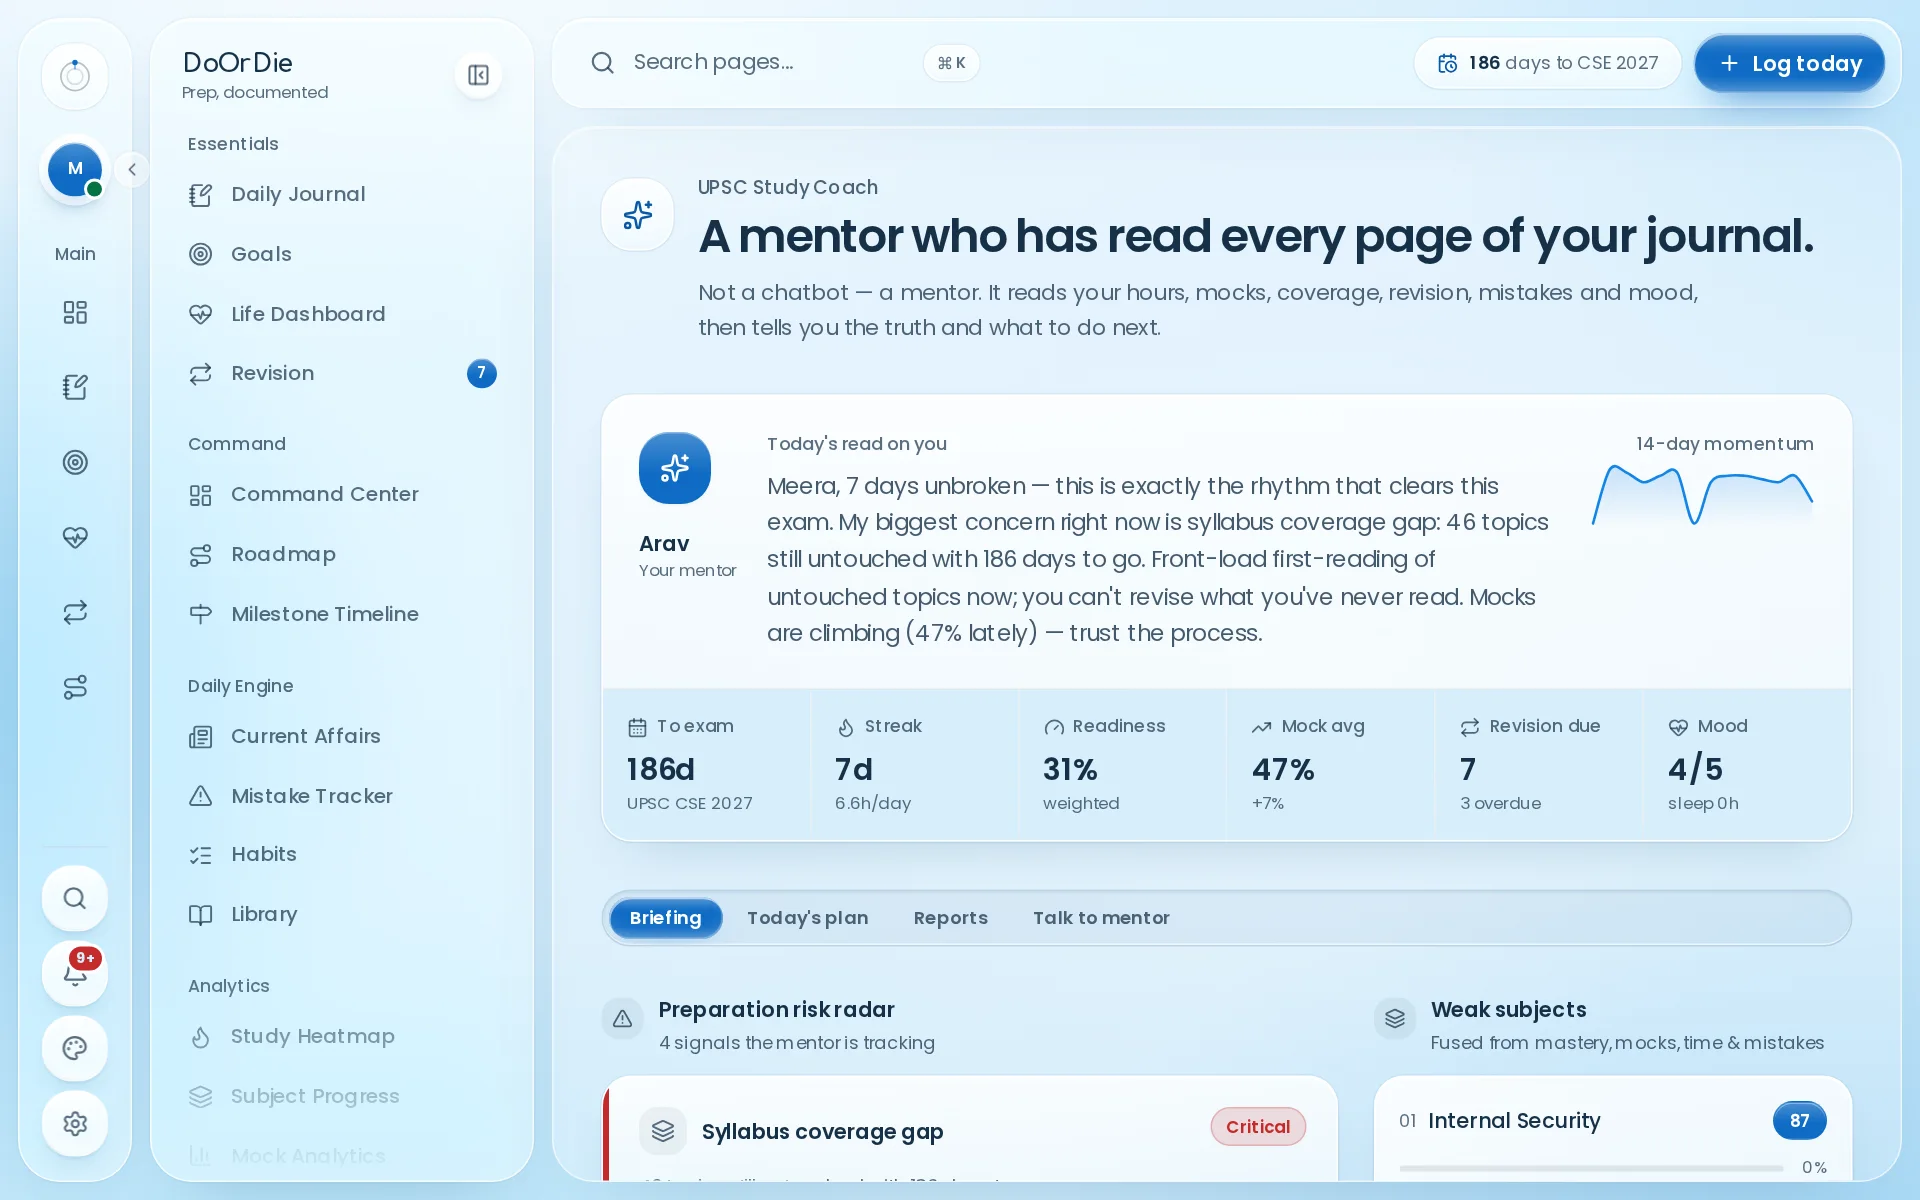 DoOrDie
Prep, documented
M
Main
9+
Essentials
Daily Journal
Goals
Life Dashboard
Revision
7
Command
Command Center
Roadmap
Milestone Timeline
Daily Engine
Current Affairs
Mistake Tracker
Habits
Library
Analytics
Study Heatmap
Subject Progress
Mock Analytics
Search pages...
⌘ K
186 days to CSE 2027
+ Log today
UPSC Study Coach
A mentor who has read every page of your journal.
Not a chatbot — a mentor. It reads your hours, mocks, coverage, revision, mistakes and mood,
then tells you the truth and what to do next.
Arav
Your mentor
Today's read on you
Meera, 7 days unbroken — this is exactly the rhythm that clears this
exam. My biggest concern right now is syllabus coverage gap: 46 topics
still untouched with 186 days to go. Front-load first-reading of
untouched topics now; you can't revise what you've never read. Mocks
are climbing (47% lately) — trust the process.
14-day momentum
To exam
186d
UPSC CSE 2027
Streak
7d
6.6h/day
Readiness
31%
weighted
Mock avg
47%
+7%
Revision due
7
3 overdue
Mood
4/5
sleep 0h
Briefing
Today's plan
Reports
Talk to mentor
Preparation risk radar
4 signals the mentor is tracking
Syllabus coverage gap
Critical
Weak subjects
Fused from mastery, mocks, time & mistakes
01 Internal Security
87
0%